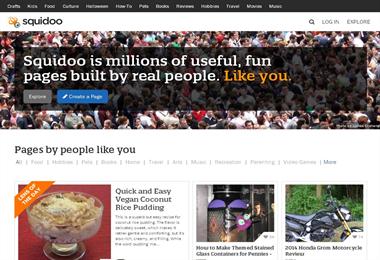 Crafts Kids Food Culture Halloween How-To Pets Books Reviews Hobbies Travel Movies Music
squidoo
LOG IN EXPLORE
Squidoo is millions of useful, fun
pages built by real people. Like you.
Explore Create a Page
Pages by people like you
All | Food | Hobbies | Pets | Books | Home | Travel | Arts | Music | Recreation | Parenting | Video Games | More
LENS OF
THE DAY
Quick and Easy
Vegan Coconut
Rice Pudding
This is a super easy
recipe for coconut rice
pudding. The flavor is
delicately sweet, which makes it
rather gentle and comforting, but it's
also rich, creamy, and filling. While
the word pudding may...
How to Make Themed Stained
Glass Containers for Pennies -
2014 Honda Grom Motorcycle
Review